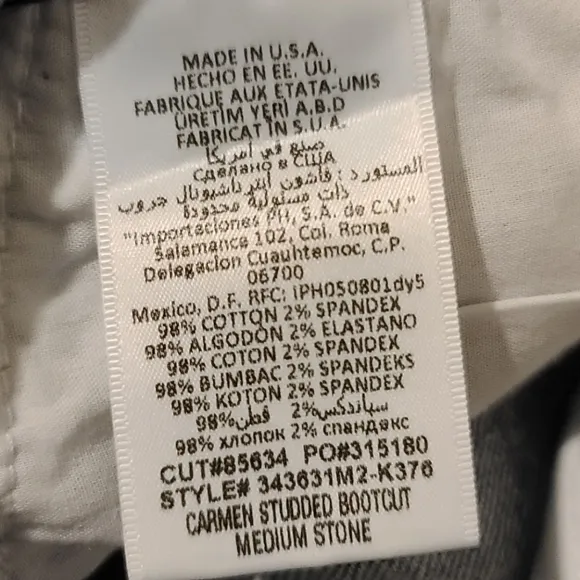 MADE IN U.S.A.
HECHO EN EE. UU.
FABRIQUE AUX ETATA-UNIS
ÜRETIM YERİ A.B.D
FABRICAT ÎN S.U.A.
صنع في أمريكا
Сделано в США
المستورد : فاشون إنترناشيونال جروب
ذات مسئولية محدودة
"Importaciones PH, S.A. de C.V."
Salamanca 102, Col. Roma
Delegacion Cuauhtemoc, C.P.
06700
Mexico, D.F. RFC: IPH050801dy5
98% COTTON 2% SPANDEX
98% ALGODÓN 2% ELASTANO
98% COTON 2% SPANDEX
98% BUMBAC 2% SPANDEKS
98% KOTON 2% SPANDEX
98% قطن 2% سباندكس
98% хлопок 2% спандекс
CUT#85634 PO#315180
STYLE# 343631M2-K376
CARMEN STUDDED BOOTCUT
MEDIUM STONE